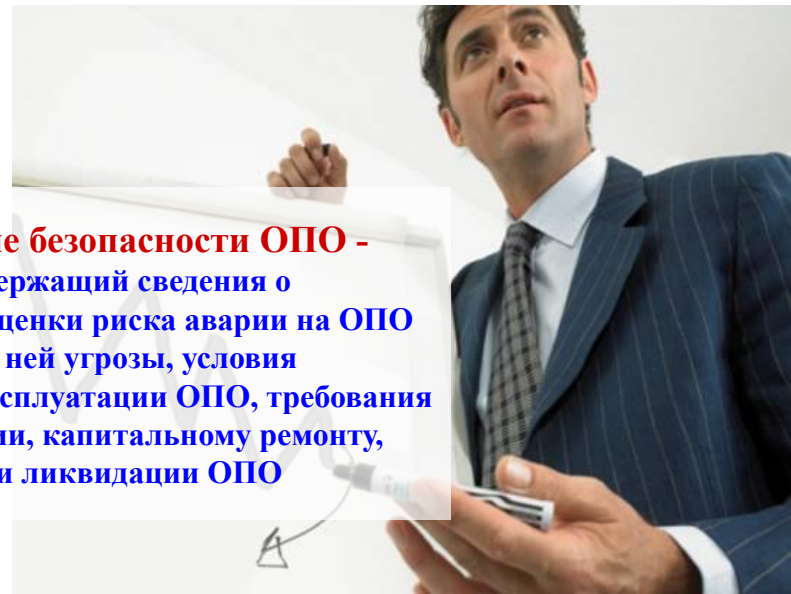 е безопасности ОПО -
ержащий сведения о
ценки риска аварии на ОПО
ней угрозы, условия
сплуатации ОПО, требования
ии, капитальному ремонту,
и ликвидации ОПО